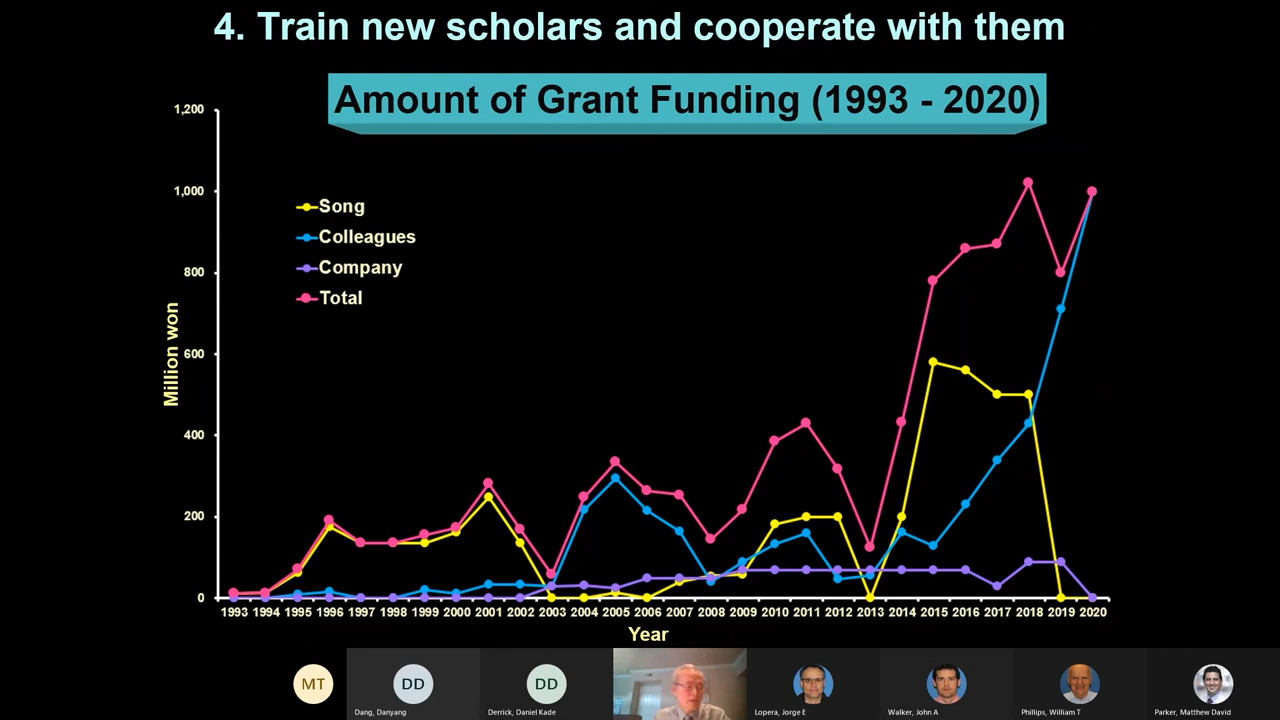 4. Train new scholars and cooperate with them
Amount of Grant Funding (1993 - 2020)
1,200
1,000
800
600
400
200
0
Million won
Song
Colleagues
Company
Total
1993 1994 1995 1996 1997 1998 1999 2000 2001 2002 2003 2004 2005 2006 2007 2008 2009 2010 2011 2012 2013 2014 2015 2016 2017 2018 2019 2020
Year
MT
DD
DD
Dang, Danyang
Derrick, Daniel Kade
Lopera, Jorge E
Walker, John A
Phillips, William T
Parker, Matthew David